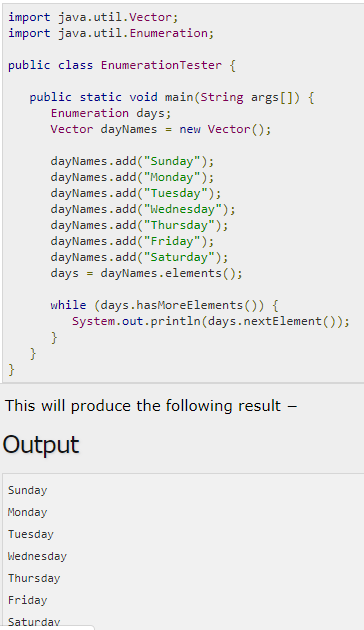 import java.util.Vector;
import java.util.Enumeration;
public class EnumerationTester {
public static void main(String args[]) {
Enumeration days;
Vector dayNames = new Vector();
dayNames.add("Sunday");
dayNames.add("Monday");
dayNames.add("Tuesday");
dayNames.add("Wednesday");
dayNames.add("Thursday");
dayNames.add("Friday");
dayNames.add("Saturday");
days = dayNames.elements();
while (days.hasMoreElements()) {
System.out.println(days.nextElement());
}
}
}
This will produce the following result −
Output
Sunday
Monday
Tuesday
Wednesday
Thursday
Friday
Saturday